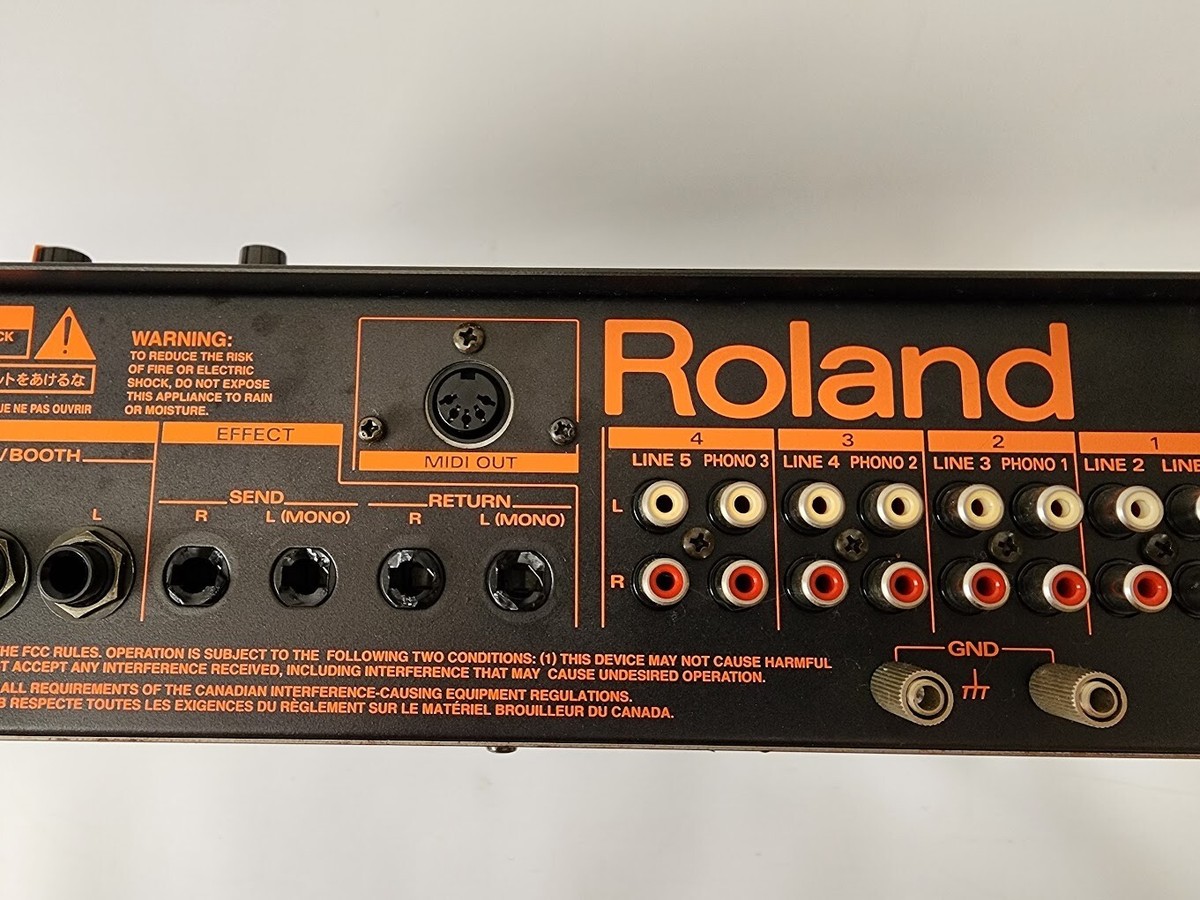 CK
ットをあけるな
UE NE PAS OUVRIR
WARNING:
TO REDUCE THE RISK
OF FIRE OR ELECTRIC
SHOCK, DO NOT EXPOSE
THIS APPLIANCE TO RAIN
OR MOISTURE.
MIDI OUT
Roland
/BOOTH
L
EFFECT
SEND
R L (MONO)
RETURN
R L (MONO)
4 3 2 1
LINE 5 PHONO 3 LINE 4 PHONO 2 LINE 3 PHONO 1 LINE 2 LINE
L
R
GND
HE FCC RULES. OPERATION IS SUBJECT TO THE FOLLOWING TWO CONDITIONS: (1) THIS DEVICE MAY NOT CAUSE HARMFUL
T ACCEPT ANY INTERFERENCE RECEIVED, INCLUDING INTERFERENCE THAT MAY CAUSE UNDESIRED OPERATION.
ALL REQUIREMENTS OF THE CANADIAN INTERFERENCE-CAUSING EQUIPMENT REGULATIONS.
B RESPECTE TOUTES LES EXIGENCES DU RÈGLEMENT SUR LE MATÉRIEL BROUILLEUR DU CANADA.